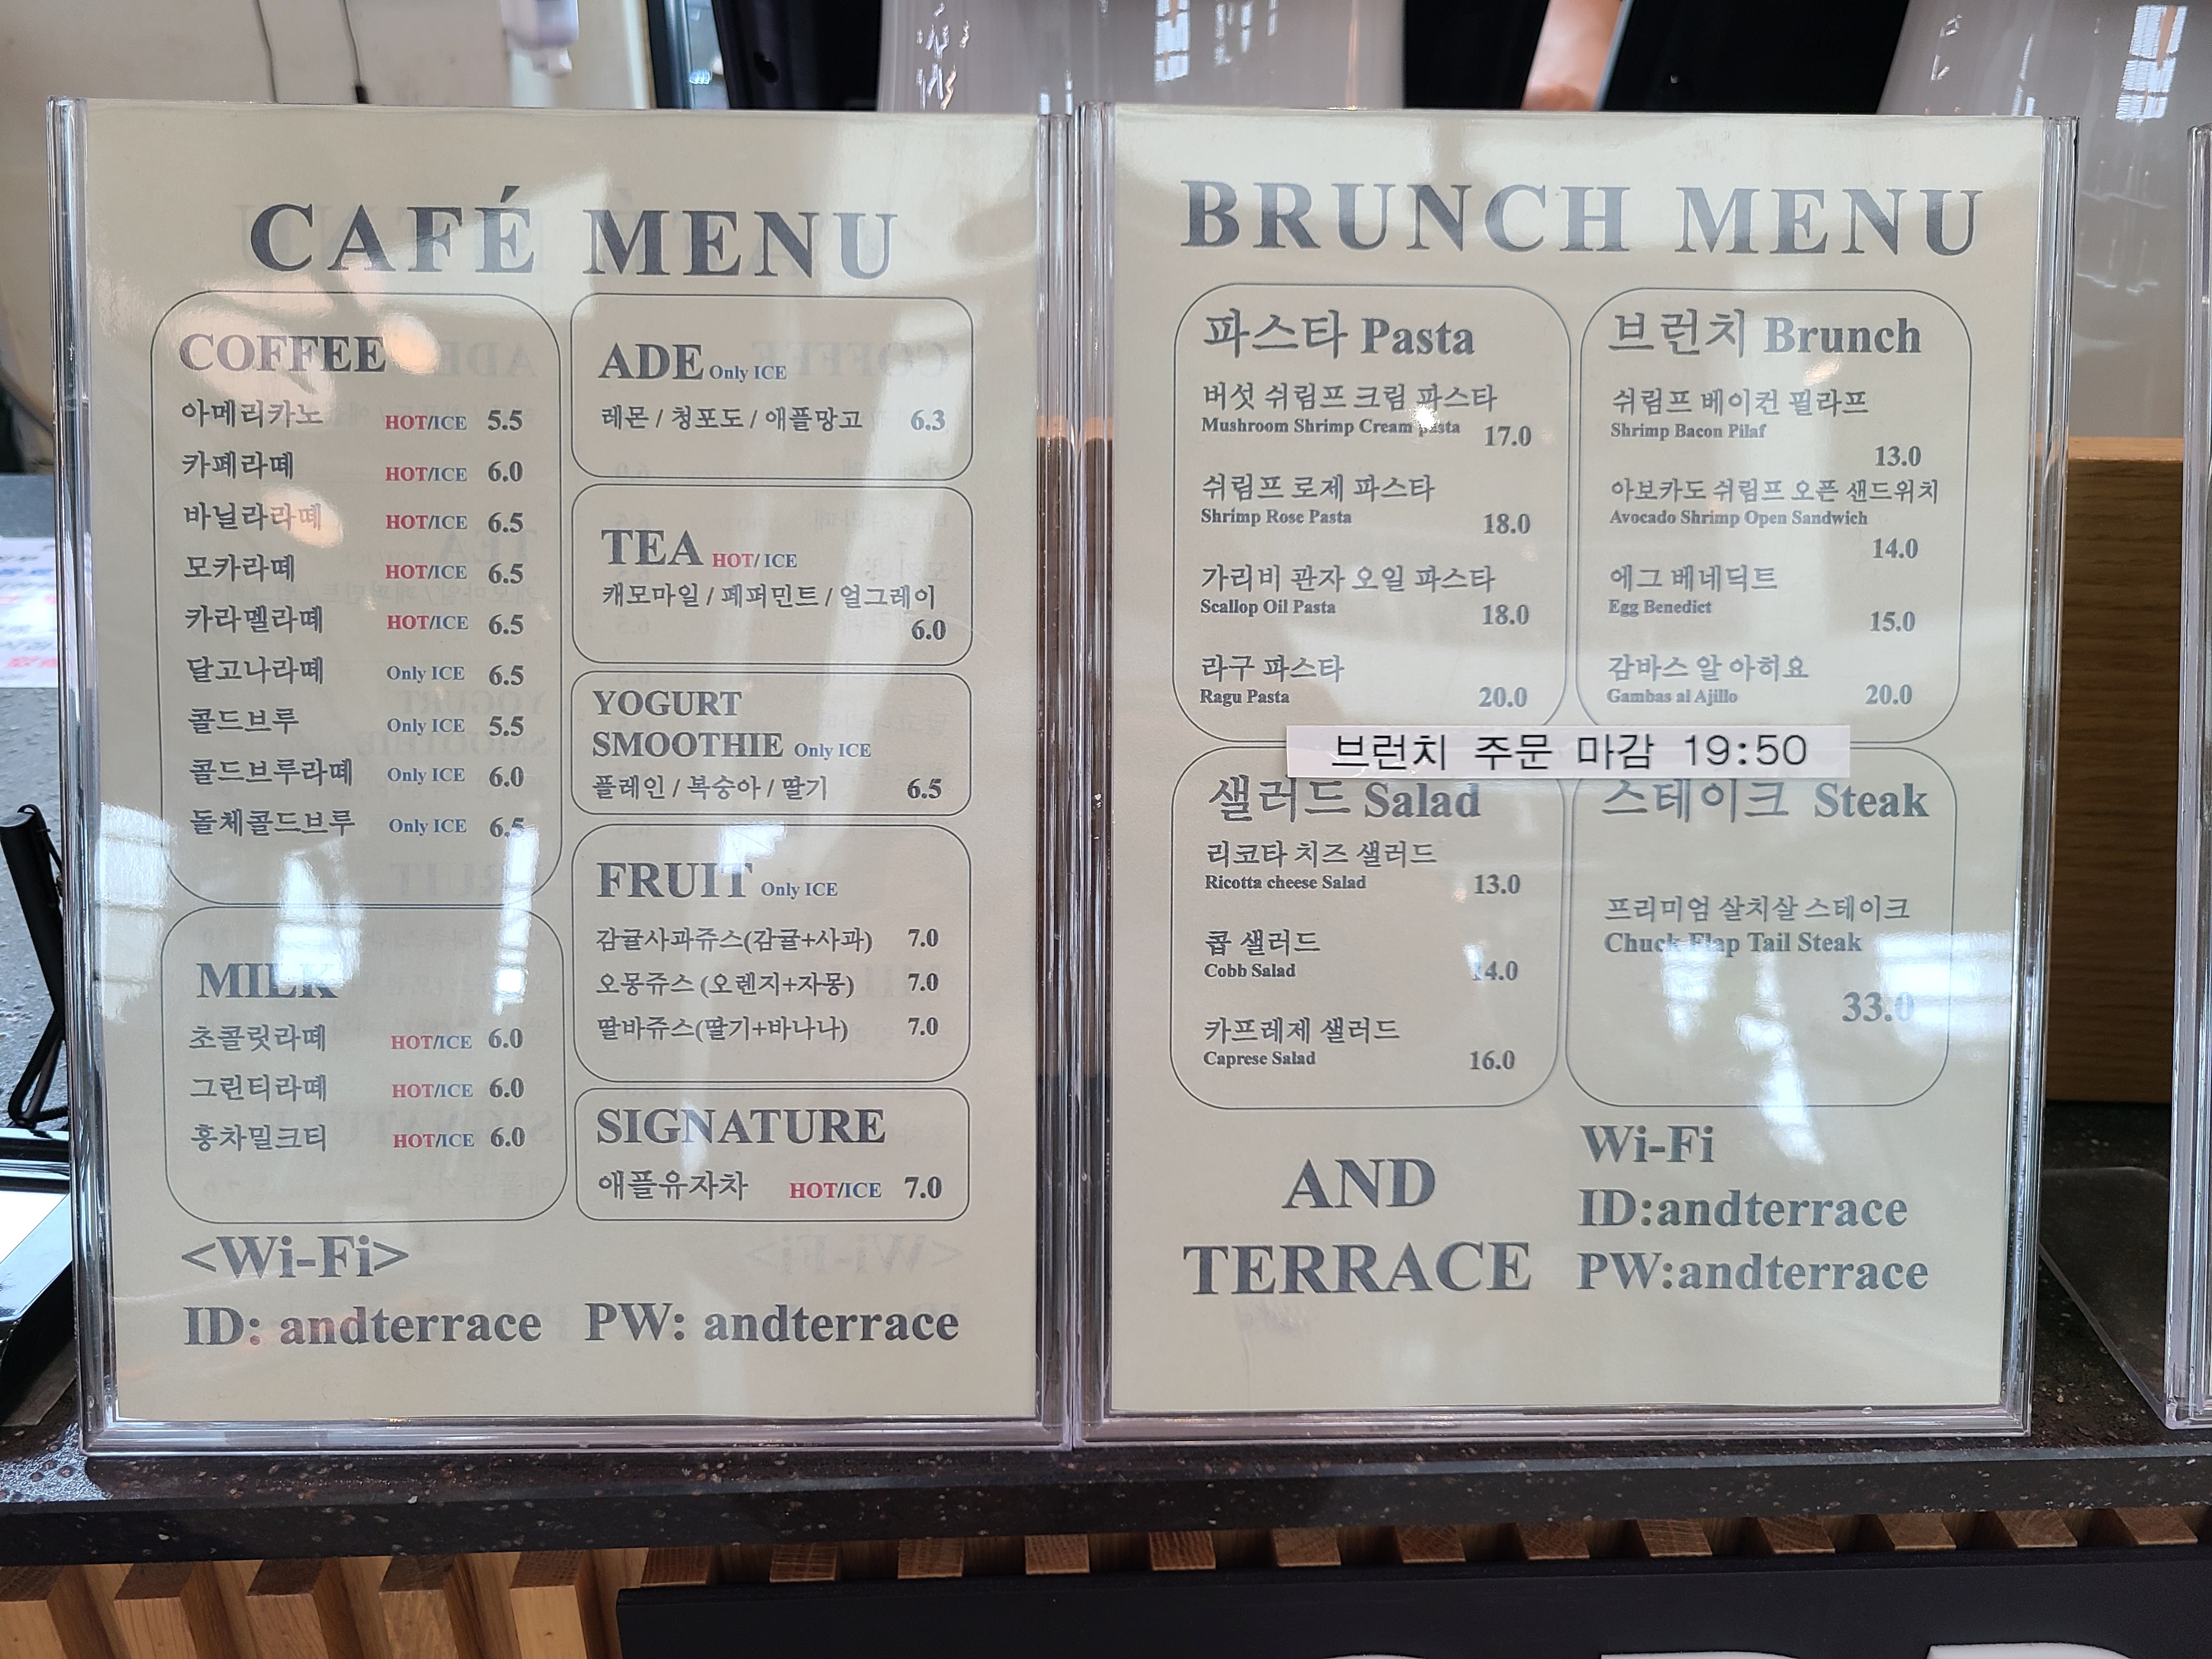 CAFÉ MENU
COFFEE
아메리카노 HOT/ICE 5.5
카페라떼 HOT/ICE 6.0
바닐라라떼 HOT/ICE 6.5
모카라떼 HOT/ICE 6.5
카라멜라떼 HOT/ICE 6.5
달고나라떼 Only ICE 6.5
콜드브루 Only ICE 5.5
콜드브루라떼 Only ICE 6.0
돌체콜드브루 Only ICE 6.5
MILK
초콜릿라떼 HOT/ICE 6.0
그린티라떼 HOT/ICE 6.0
홍차밀크티 HOT/ICE 6.0
ADE Only ICE
레몬 / 청포도 / 애플망고 6.3
TEA HOT/ ICE
캐모마일 / 페퍼민트 / 얼그레이
6.0
YOGURT
SMOOTHIE Only ICE
플레인 / 복숭아 / 딸기 6.5
FRUIT Only ICE
감귤사과쥬스(감귤+사과) 7.0
오몽쥬스 (오렌지+자몽) 7.0
딸바쥬스(딸기+바나나) 7.0
SIGNATURE
애플유자차 HOT/ICE 7.0
<Wi-Fi>
ID: andterrace PW: andterrace
BRUNCH MENU
파스타 Pasta
버섯 쉬림프 크림 파스타
Mushroom Shrimp Cream pasta 17.0
쉬림프 로제 파스타
Shrimp Rose Pasta 18.0
가리비 관자 오일 파스타
Scallop Oil Pasta 18.0
라구 파스타
Ragu Pasta 20.0
브런치 Brunch
쉬림프 베이컨 필라프
Shrimp Bacon Pilaf
13.0
아보카도 쉬림프 오픈 샌드위치
Avocado Shrimp Open Sandwich
14.0
에그 베네딕트
Egg Benedict
15.0
감바스 알 아히요
Gambas al Ajillo 20.0
브런치 주문 마감 19:50
샐러드 Salad
리코타 치즈 샐러드
Ricotta cheese Salad 13.0
콥 샐러드
Cobb Salad 14.0
카프레제 샐러드
Caprese Salad 16.0
스테이크 Steak
프리미엄 살치살 스테이크
Chuck Flap Tail Steak
33.0
AND
TERRACE
Wi-Fi
ID:andterrace
PW:andterrace